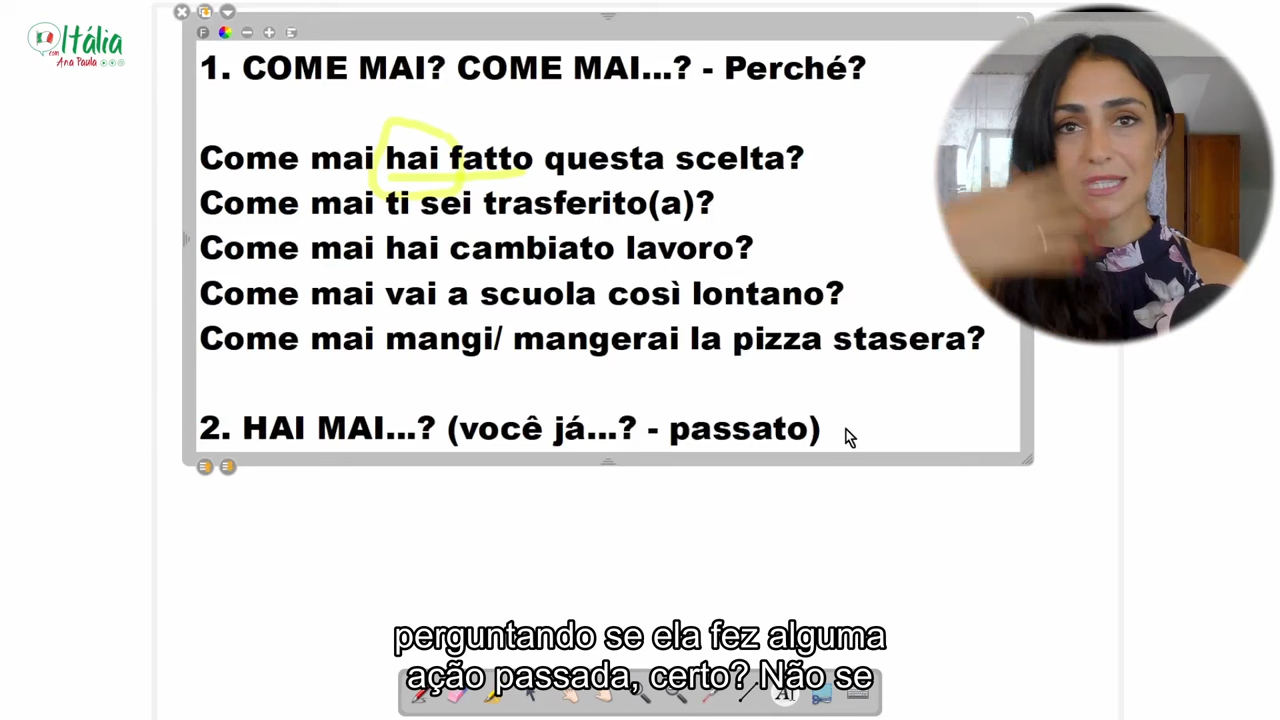 Itália
com
Ana Paula
F
E
1. COME MAI? COME MAI...? - Perché?
Come mai hai fatto questa scelta?
Come mai ti sei trasferito(a)?
Come mai hai cambiato lavoro?
Come mai vai a scuola così lontano?
Come mai mangi/ mangerai la pizza stasera?
2. HAI MAI...? (você já...? - passato)
perguntando se ela fez alguma
ação passada, certo? Não se
AI